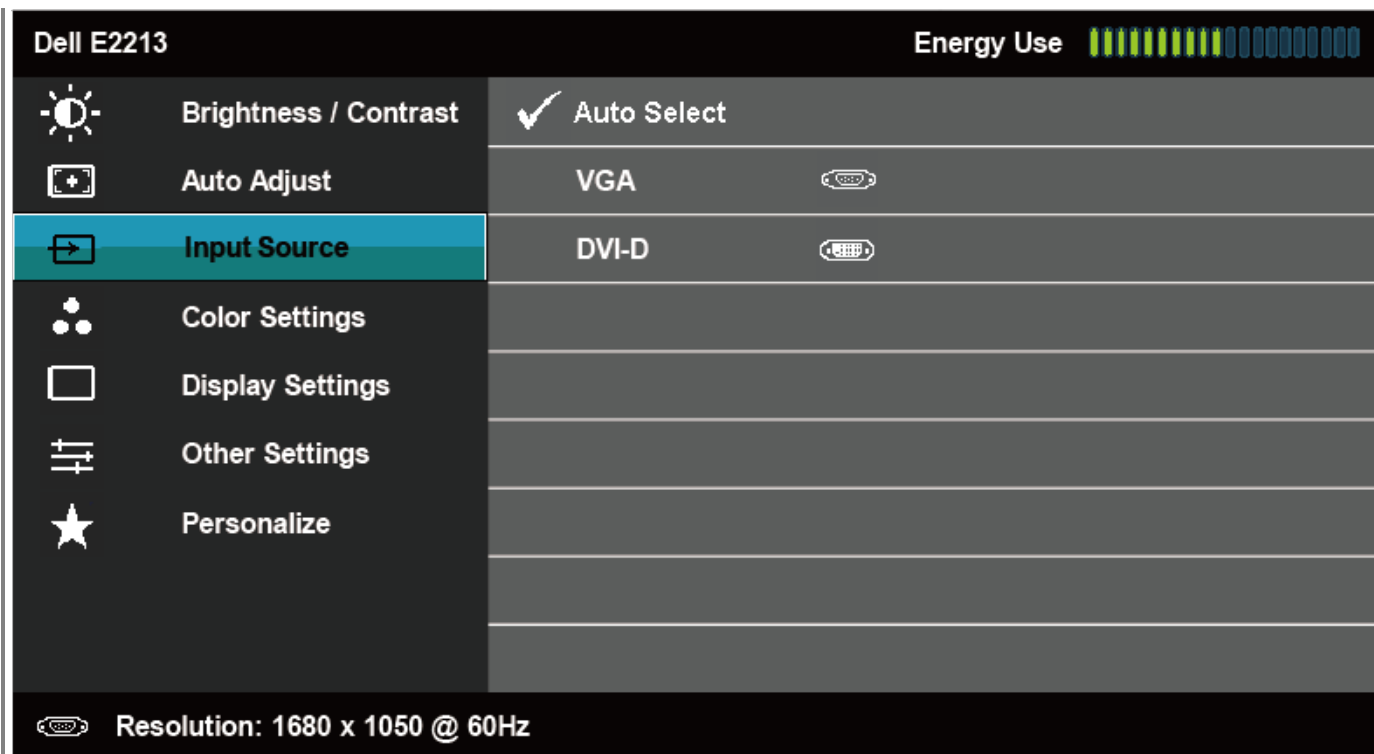 Dell E2213
Energy Use
Brightness / Contrast
Auto Select
Auto Adjust
VGA
Input Source
DVI-D
Color Settings
Display Settings
Other Settings
Personalize
Resolution: 1680 x 1050 @ 60Hz